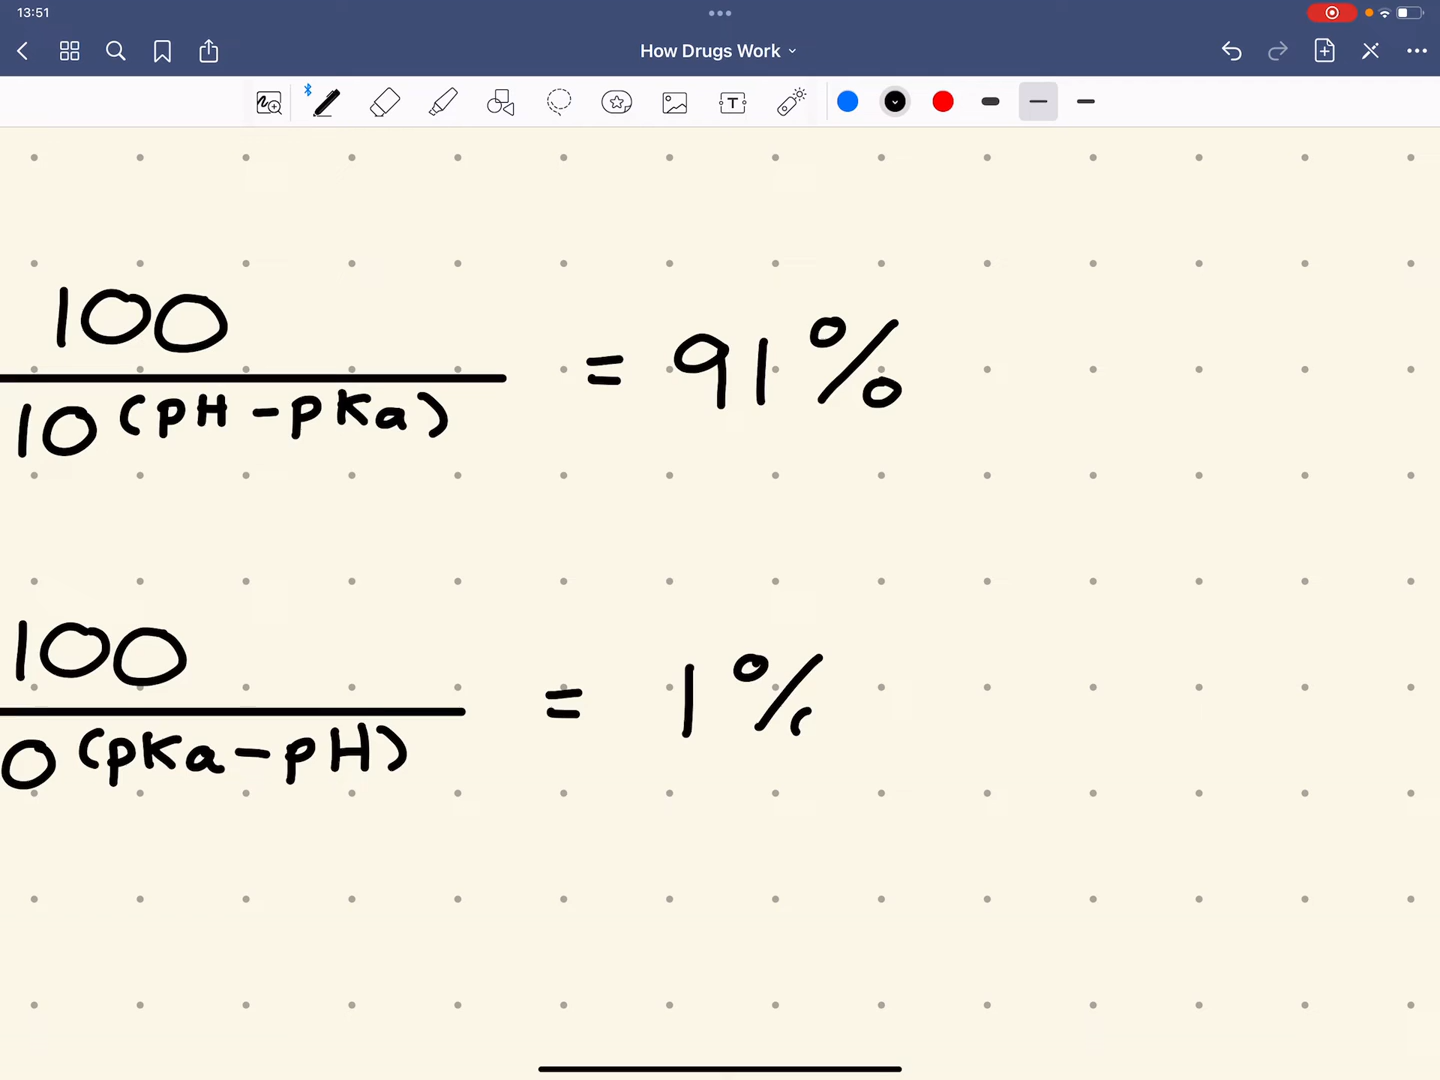 13:51
How Drugs Work
T
100
10 (pH - pKa)
= 91%
100
0 (pKa - pH)
= 1%